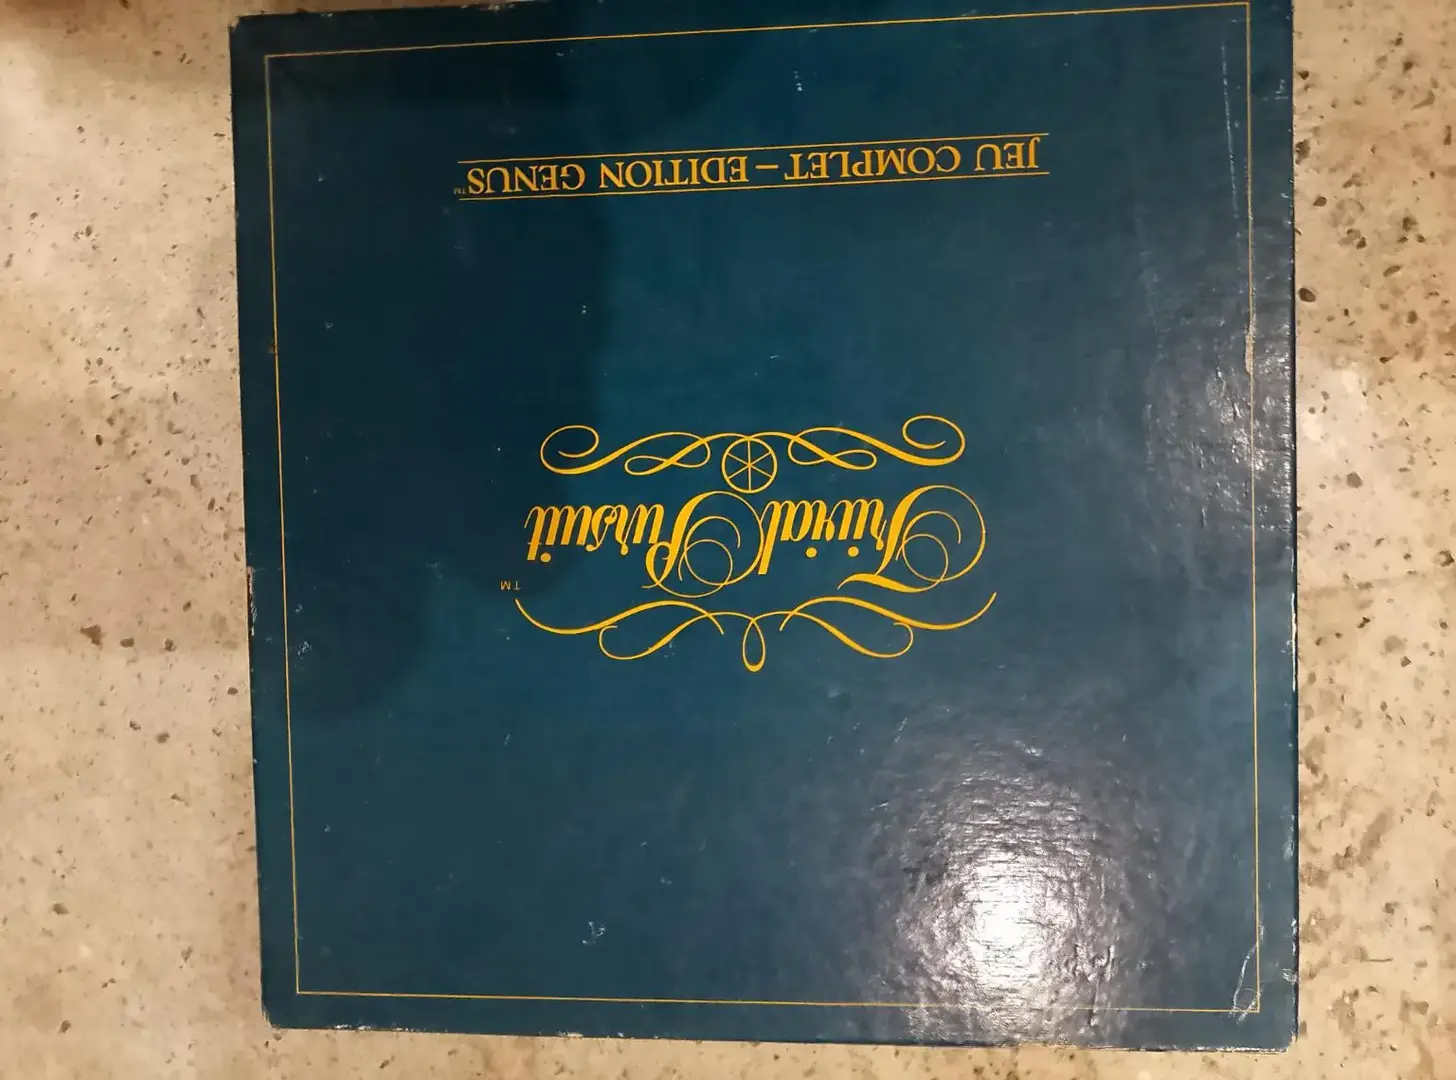 Trivial Pursuit™
JEU COMPLET – EDITION GENUS™